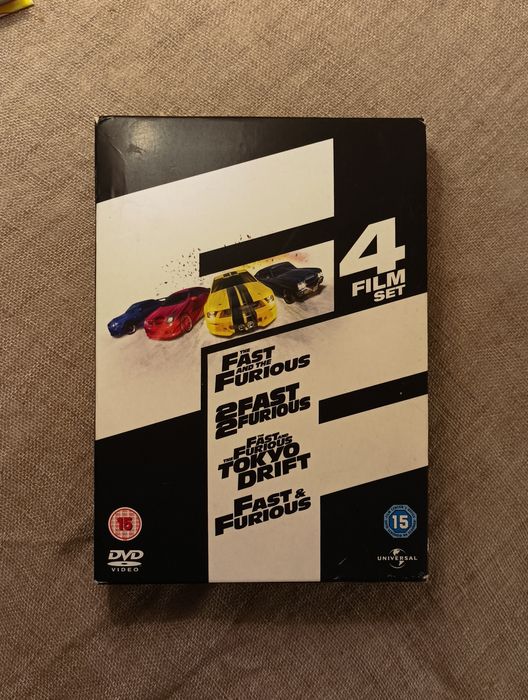 4
FILM
SET
THE
FAST
AND THE
FURIOUS
2FAST
2FURIOUS
THE FAST AND THE
FURIOUS
TOKYO
DRIFT
FAST &
FURIOUS
15
15
DVD
VIDEO
UNIVERSAL